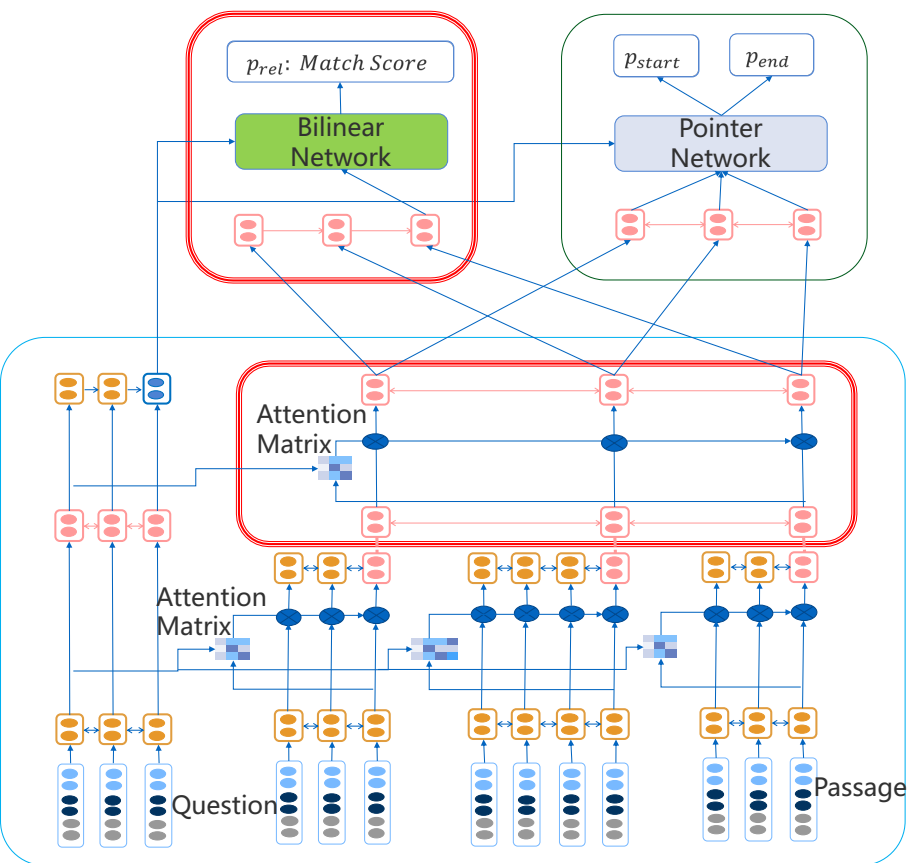 p_rel: Match Score
p_start
p_end
Bilinear
Network
Pointer
Network
Attention
Matrix
Attention
Matrix
Question
Passage